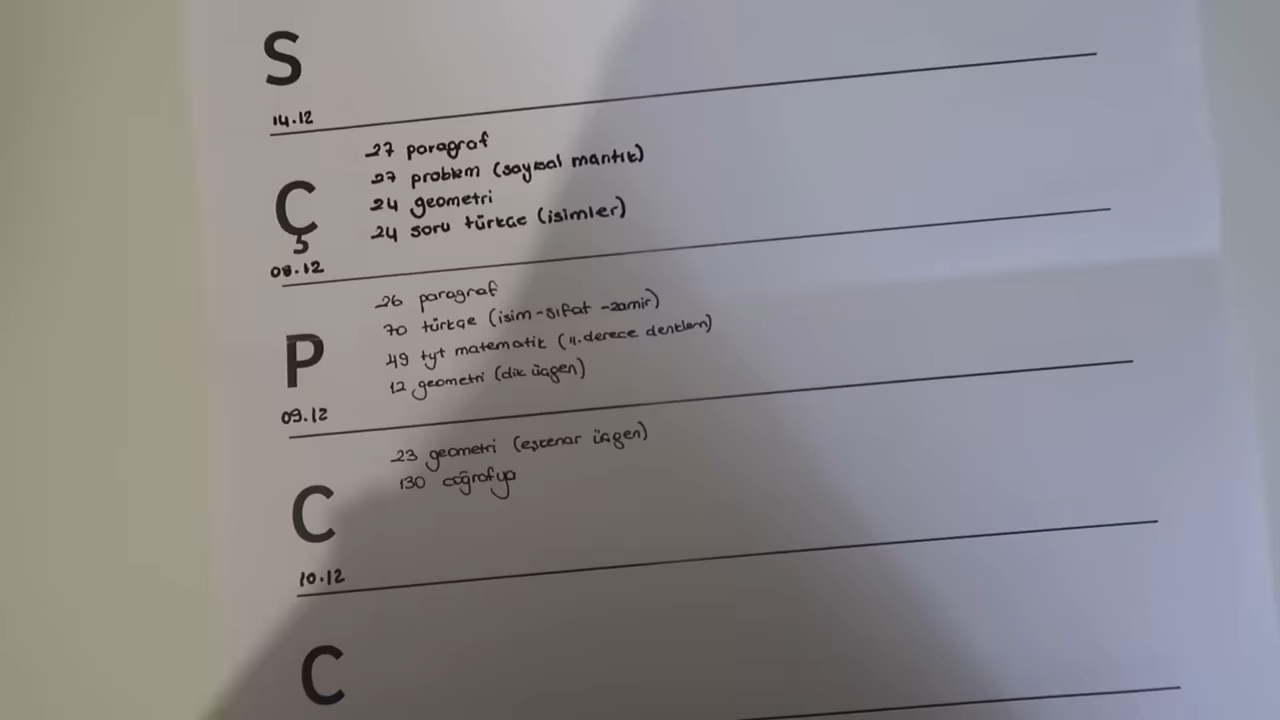 S
14.12
27 paragraf
27 problem (sayısal mantık)
24 geometri
24 soru türkçe (isimler)
Ç
08.12
26 paragraf
70 türkçe (isim-sıfat-zamir)
49 tyt matematik (II.derece denklem)
12 geometri (dik üçgen)
P
09.12
23 geometri (eşkenar üçgen)
130 coğrafya
C
10.12
C